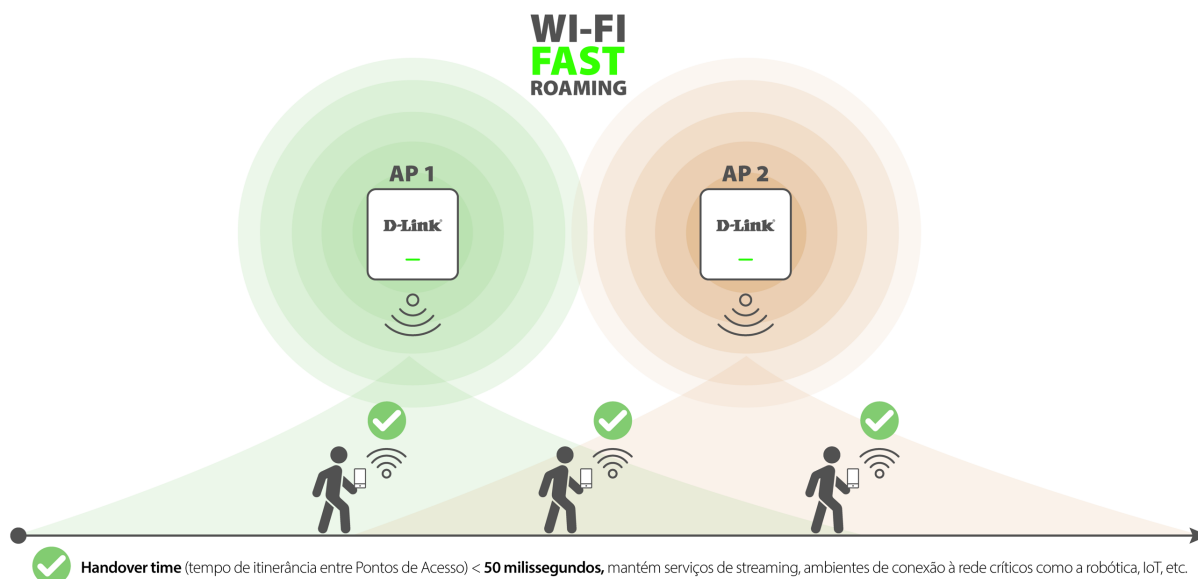 WI-FI
FAST
ROAMING
AP 1
AP 2
D-Link
D-Link
Handover time (tempo de itinerância entre Pontos de Acesso) < 50 milissegundos, mantém serviços de streaming, ambientes de conexão à rede críticos como a robótica, IoT, etc.